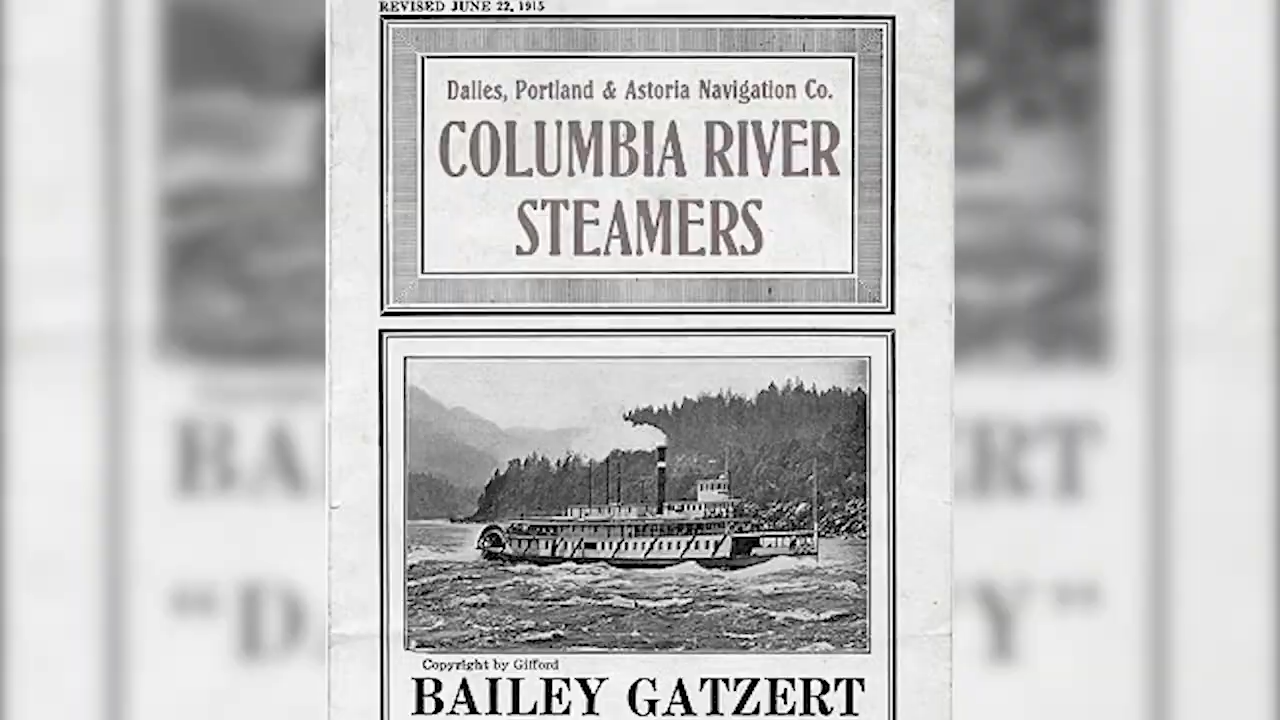 REVISED JUNE 22, 1915
Dalles, Portland & Astoria Navigation Co.
COLUMBIA RIVER
STEAMERS
Copyright by Gifford
BAILEY GATZERT